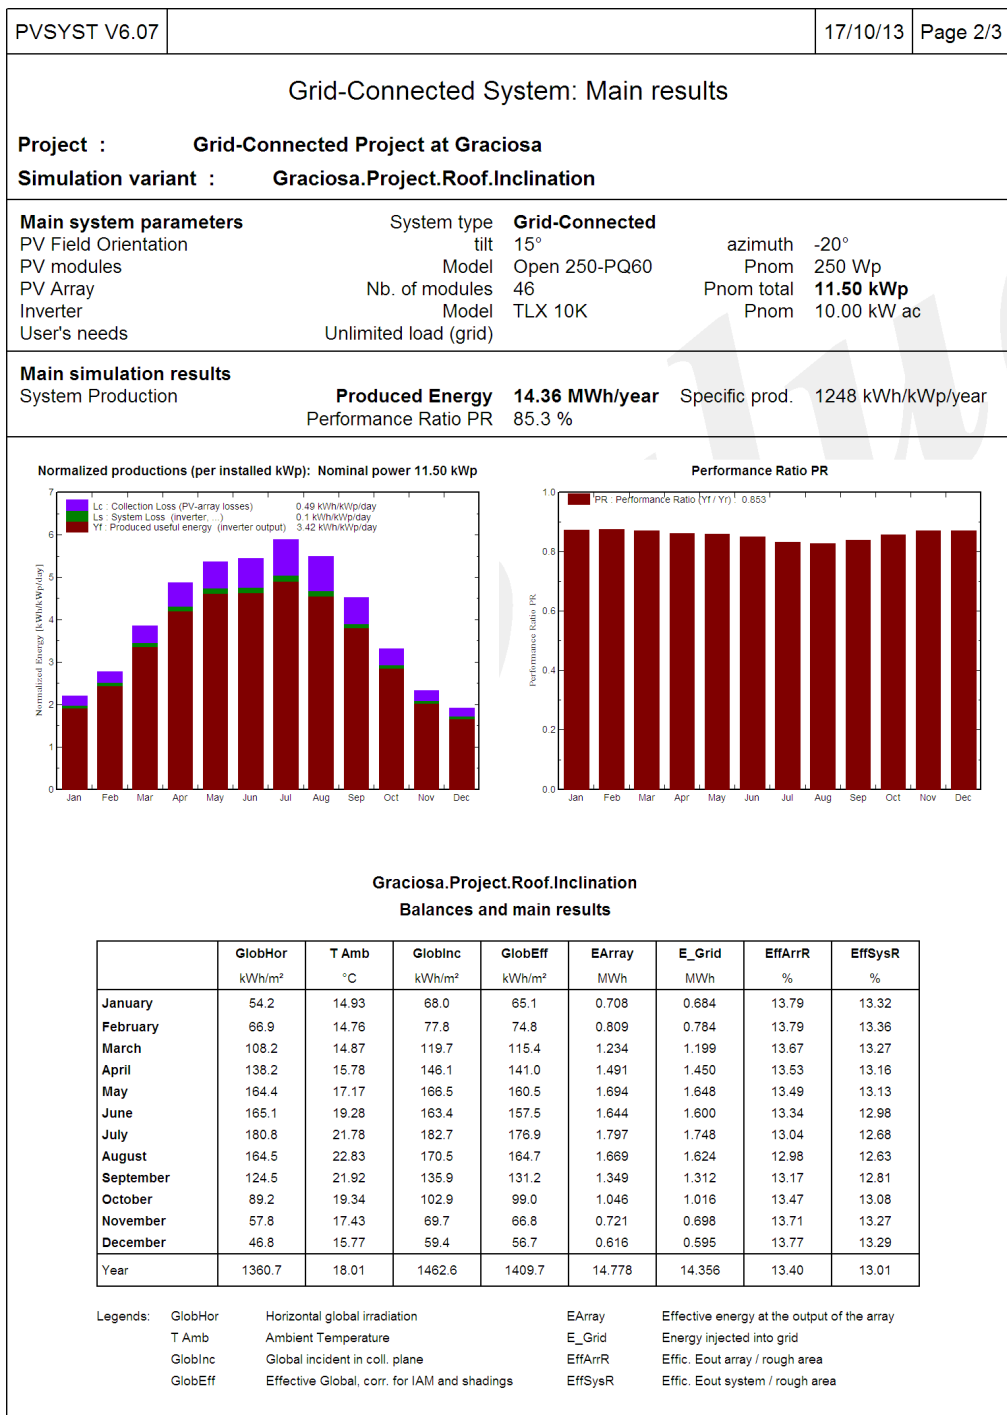 PVSYST V6.07 17/10/13 Page 2/3
Grid-Connected System: Main results
Project : Grid-Connected Project at Graciosa
Simulation variant : Graciosa.Project.Roof.Inclination
Main system parameters System type Grid-Connected
PV Field Orientation tilt 15° azimuth -20°
PV modules Model Open 250-PQ60 Pnom 250 Wp
PV Array Nb. of modules 46 Pnom total 11.50 kWp
Inverter Model TLX 10K Pnom 10.00 kW ac
User's needs Unlimited load (grid)
Main simulation results
System Production Produced Energy 14.36 MWh/year Specific prod. 1248 kWh/kWp/year
Performance Ratio PR 85.3 %
Normalized productions (per installed kWp): Nominal power 11.50 kWp
Lc : Collection Loss (PV-array losses) 0.49 kWh/kWp/day
Ls : System Loss (inverter, ...) 0.1 kWh/kWp/day
Yf : Produced useful energy (inverter output) 3.42 kWh/kWp/day
Normalized Energy [kWh/kWp/day]
7
6
5
4
3
2
1
0
Jan Feb Mar Apr May Jun Jul Aug Sep Oct Nov Dec
Performance Ratio PR
PR : Performance Ratio (Yf / Yr) : 0.853
Performance Ratio PR
1.0
0.8
0.6
0.4
0.2
0.0
Jan Feb Mar Apr May Jun Jul Aug Sep Oct Nov Dec
Graciosa.Project.Roof.Inclination
Balances and main results
GlobHor T Amb GlobInc GlobEff EArray E_Grid EffArrR EffSysR
kWh/m² °C kWh/m² kWh/m² MWh MWh % %
January 54.2 14.93 68.0 65.1 0.708 0.684 13.79 13.32
February 66.9 14.76 77.8 74.8 0.809 0.784 13.79 13.36
March 108.2 14.87 119.7 115.4 1.234 1.199 13.67 13.27
April 138.2 15.78 146.1 141.0 1.491 1.450 13.53 13.16
May 164.4 17.17 166.5 160.5 1.694 1.648 13.49 13.13
June 165.1 19.28 163.4 157.5 1.644 1.600 13.34 12.98
July 180.8 21.78 182.7 176.9 1.797 1.748 13.04 12.68
August 164.5 22.83 170.5 164.7 1.669 1.624 12.98 12.63
September 124.5 21.92 135.9 131.2 1.349 1.312 13.17 12.81
October 89.2 19.34 102.9 99.0 1.046 1.016 13.47 13.08
November 57.8 17.43 69.7 66.8 0.721 0.698 13.71 13.27
December 46.8 15.77 59.4 56.7 0.616 0.595 13.77 13.29
Year 1360.7 18.01 1462.6 1409.7 14.778 14.356 13.40 13.01
Legends: GlobHor Horizontal global irradiation EArray Effective energy at the output of the array
T Amb Ambient Temperature E_Grid Energy injected into grid
GlobInc Global incident in coll. plane EffArrR Effic. Eout array / rough area
GlobEff Effective Global, corr. for IAM and shadings EffSysR Effic. Eout system / rough area